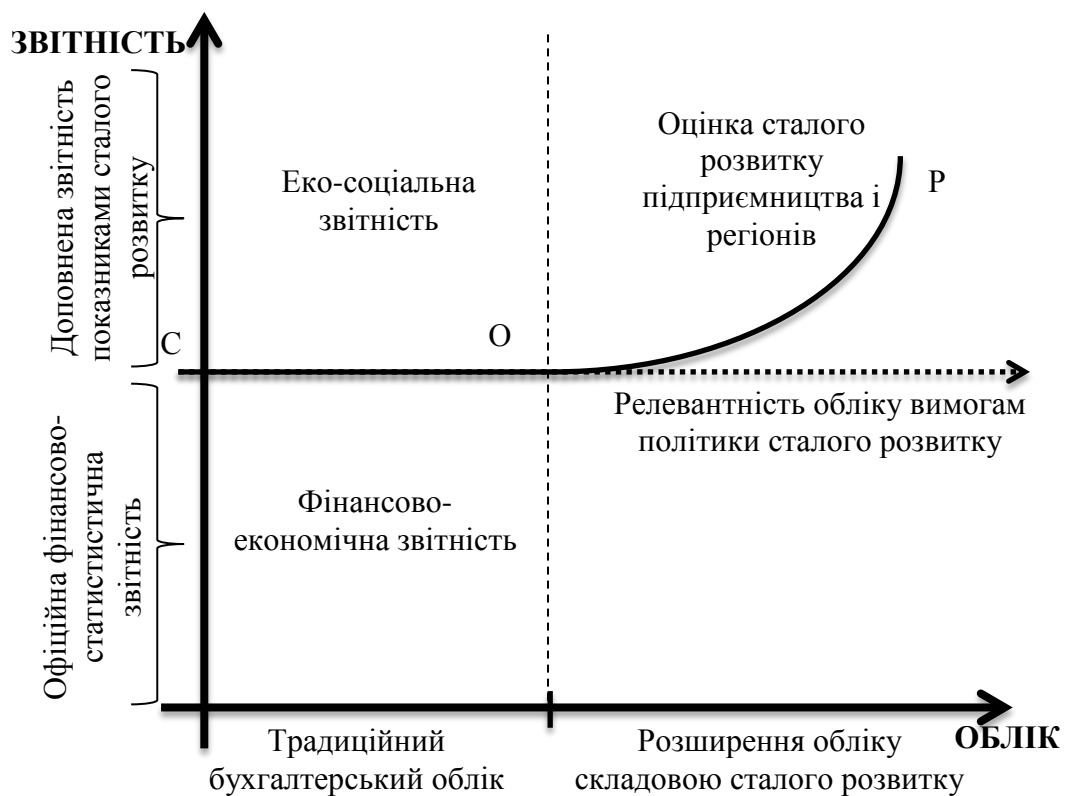 ЗВІТНІСТЬ
Доповнена звітність
показниками сталого
розвитку
Еко-соціальна
звітність
Оцінка сталого
розвитку
підприємництва і
регіонів
Р
С
О
Релевантність обліку вимогам
політики сталого розвитку
Офіційна фінансово-
статистична
звітність
Фінансово-
економічна звітність
ОБЛІК
Традиційний
бухгалтерський облік
Розширення обліку
складовою сталого розвитку